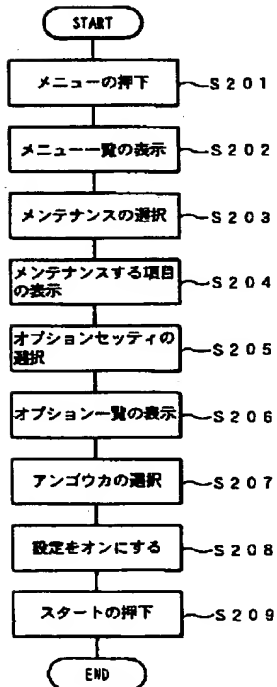 START
メニューの押下
S201
メニュー一覧の表示
S202
メンテナンスの選択
S203
メンテナンスする項目
の表示
S204
オプションセッティの
選択
S205
オプション一覧の表示
S206
アンゴウカの選択
S207
設定をオンにする
S208
スタートの押下
S209
END